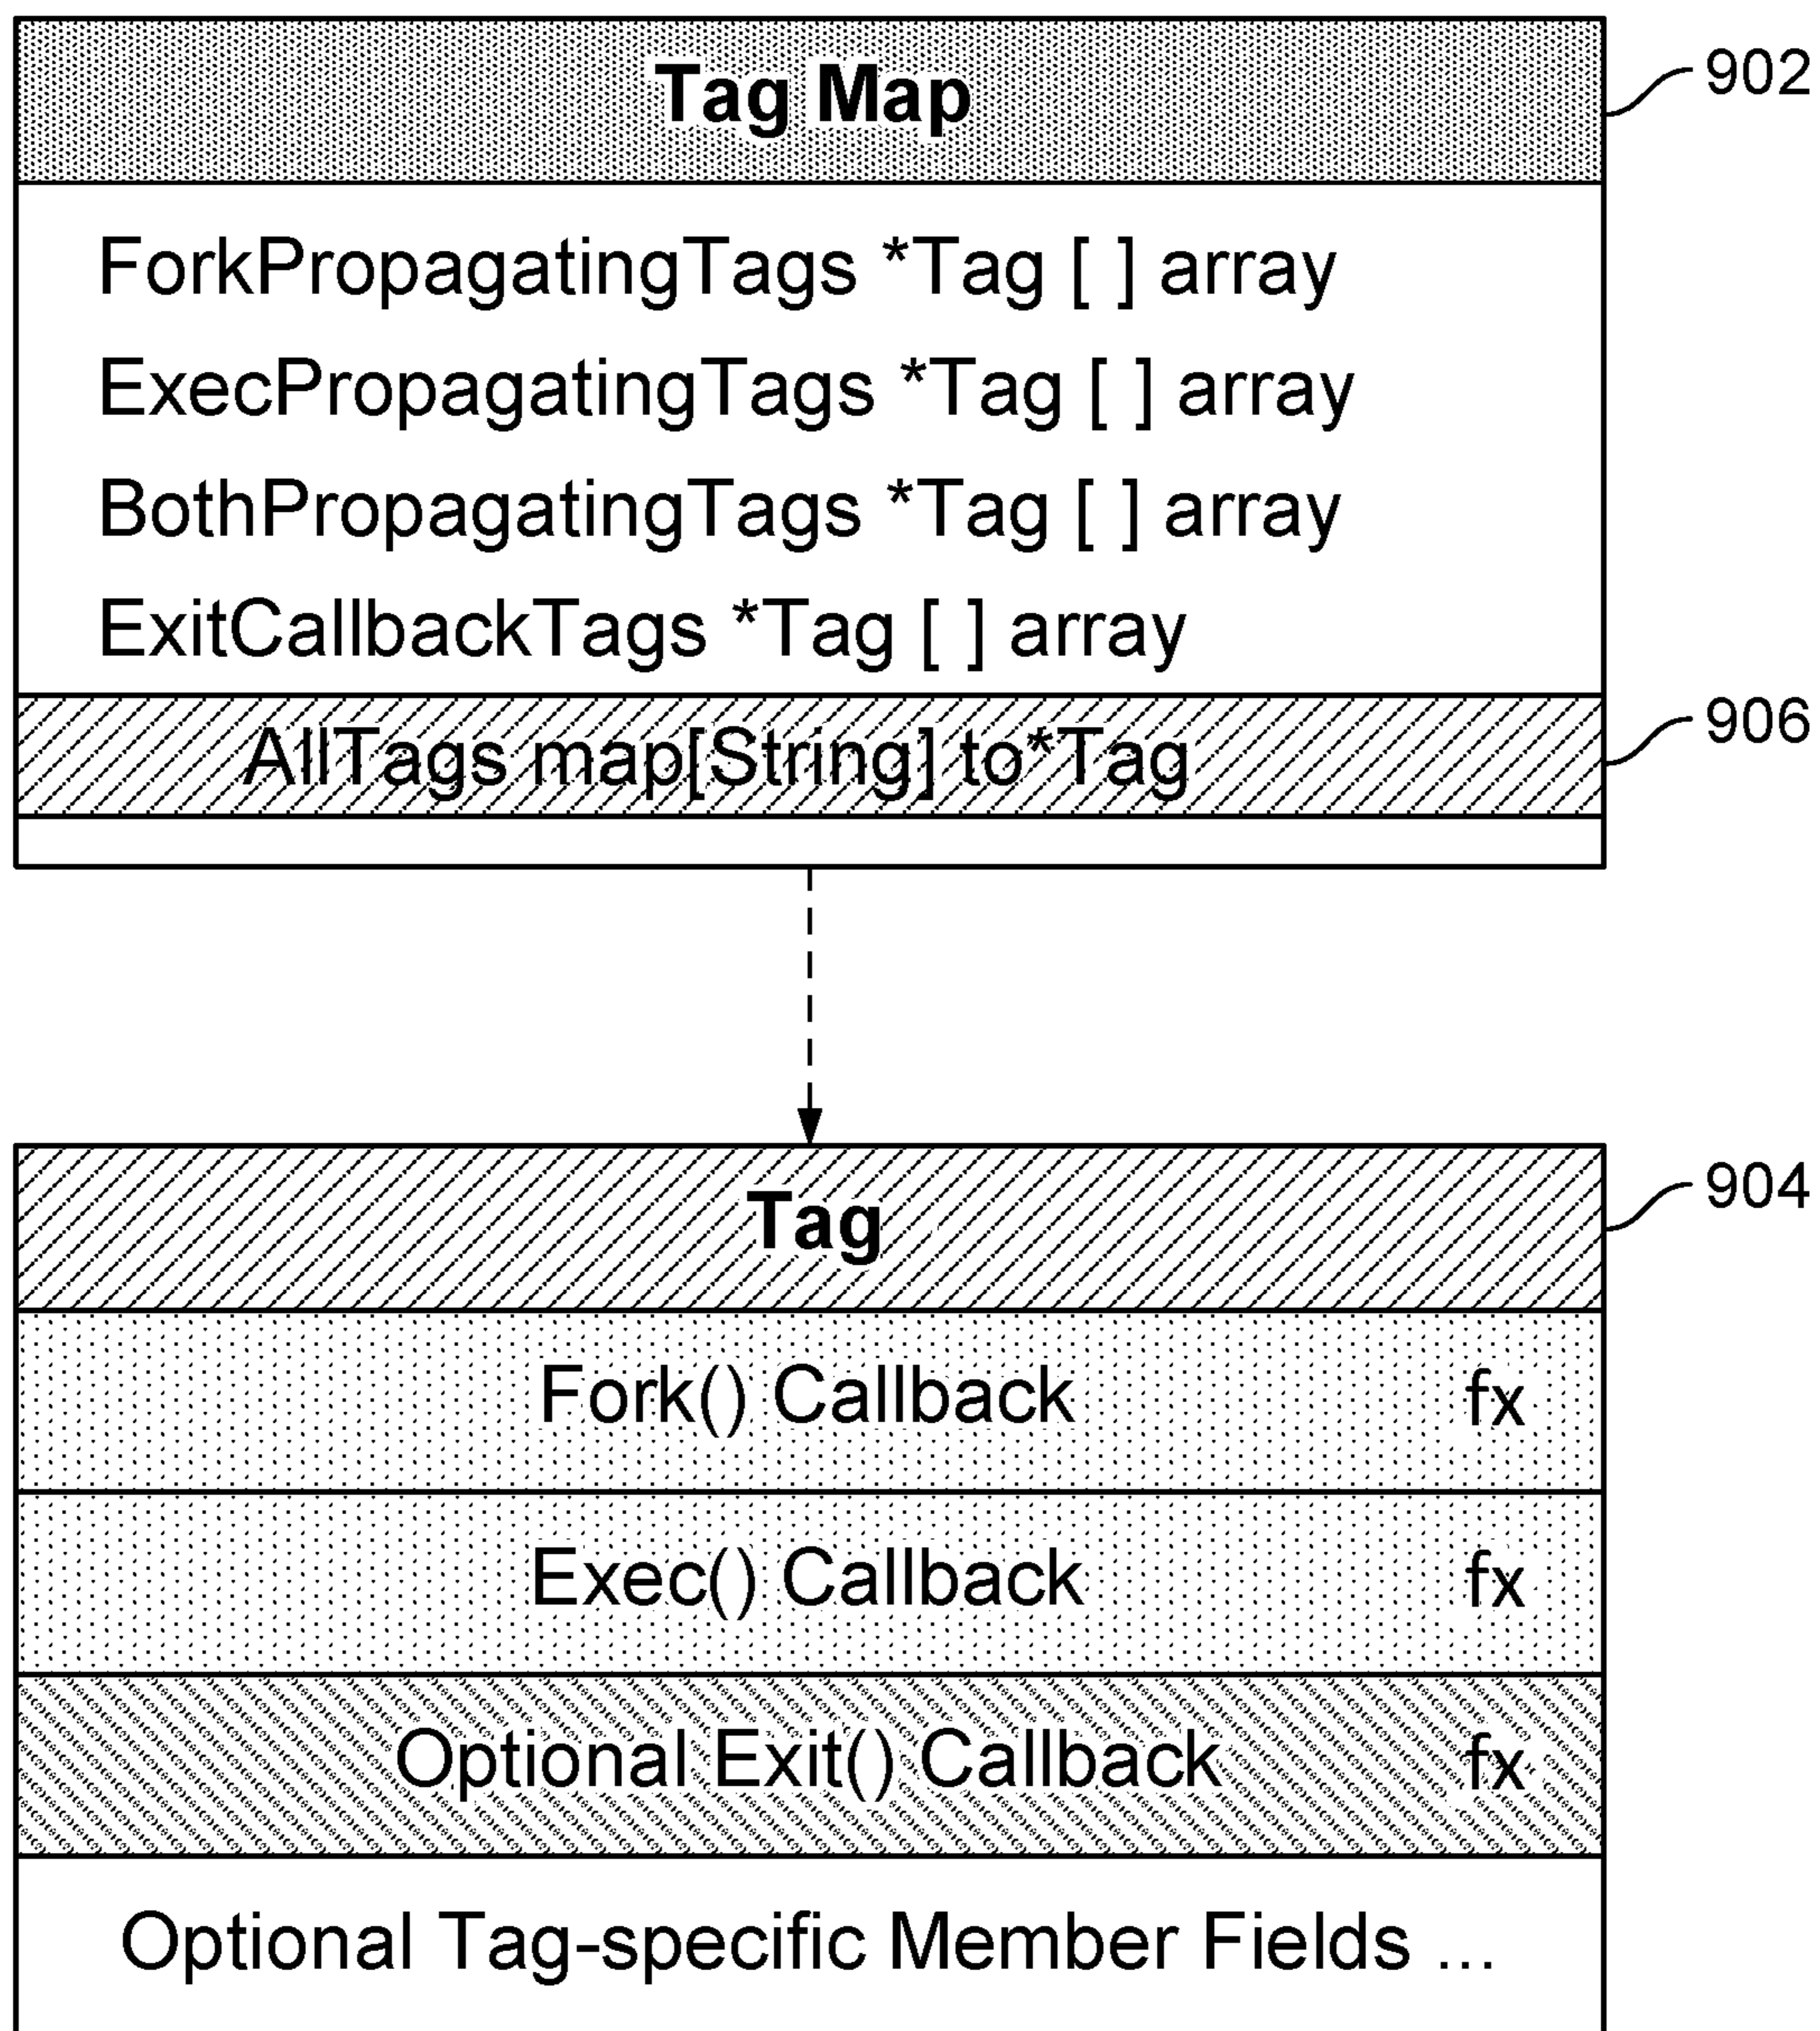 Tag Map
902
ForkPropagatingTags *Tag [ ] array
ExecPropagatingTags *Tag [ ] array
BothPropagatingTags *Tag [ ] array
ExitCallbackTags *Tag [ ] array
AllTags map[String] to*Tag
906
Tag
904
Fork() Callback fx
Exec() Callback fx
Optional Exit() Callback fx
Optional Tag-specific Member Fields ...